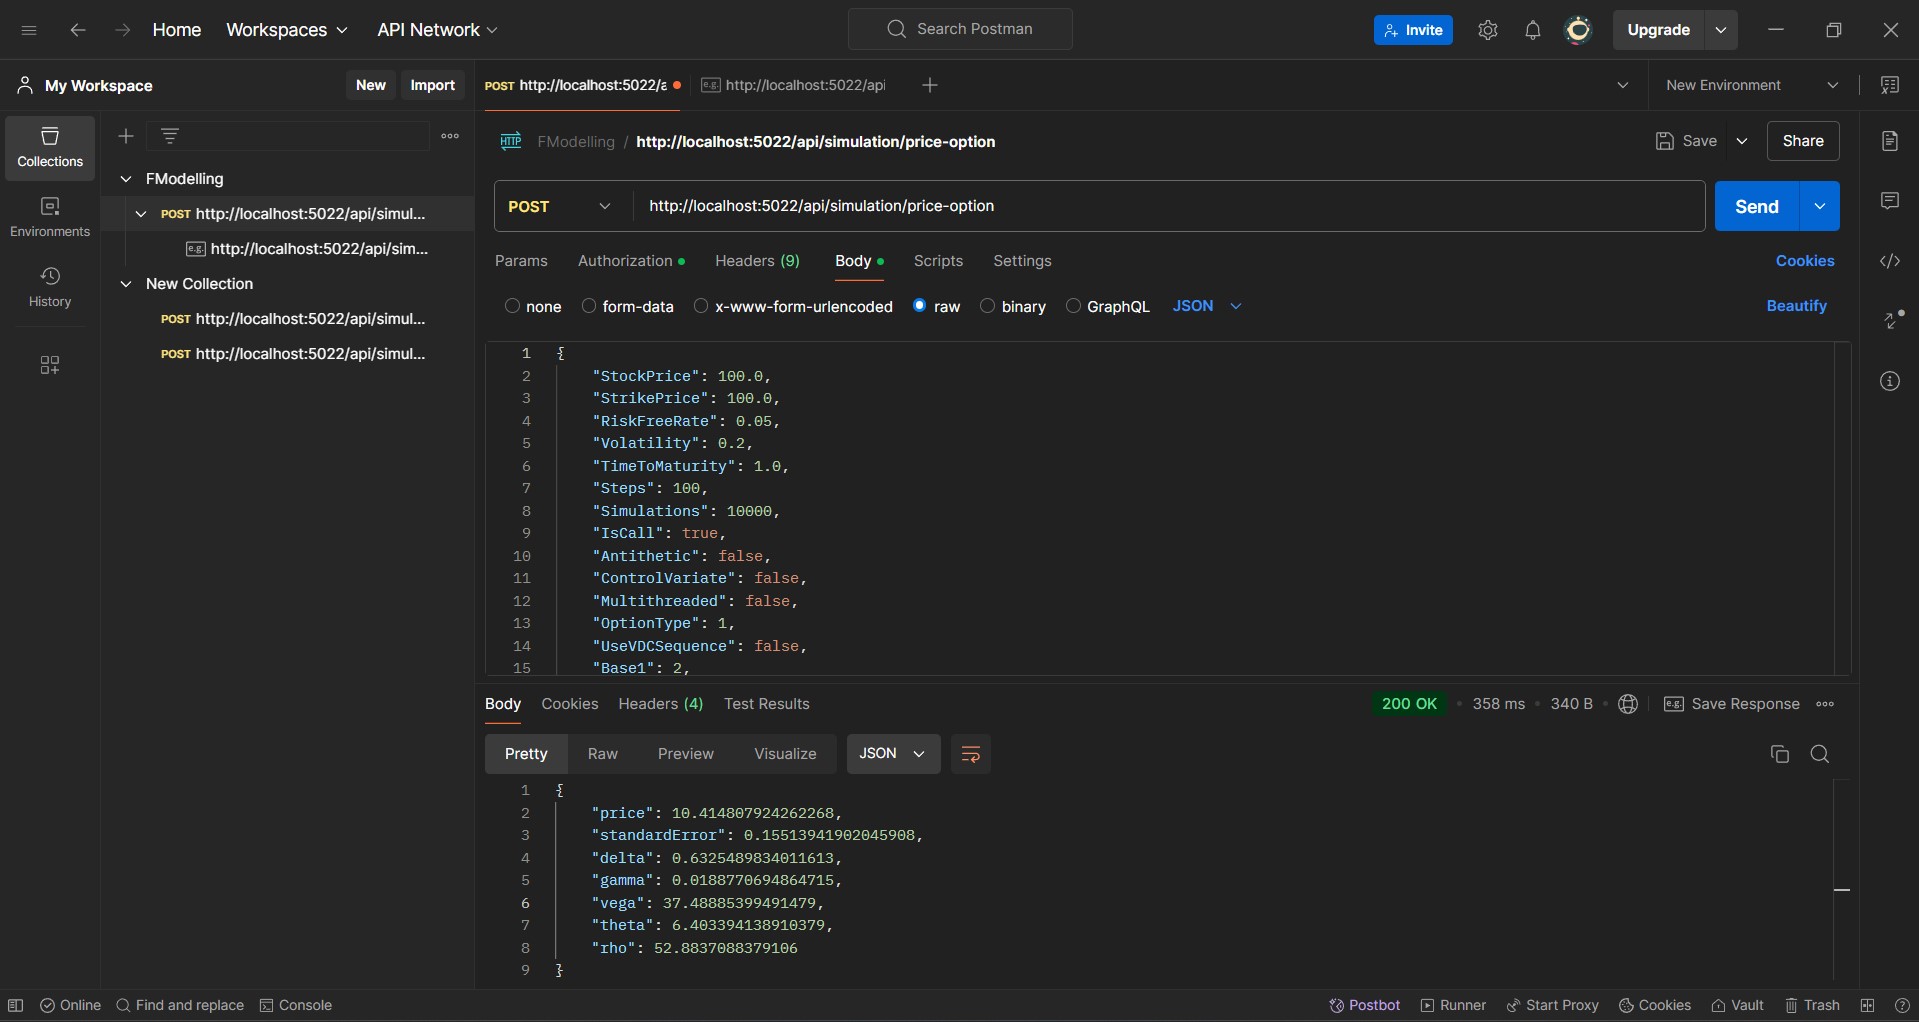 Home Workspaces API Network Search Postman Invite Upgrade
My Workspace New Import POST http://localhost:5022/a e.g. http://localhost:5022/api New Environment
Collections
Environments
History
FModelling
POST http://localhost:5022/api/simul...
e.g. http://localhost:5022/api/sim...
New Collection
POST http://localhost:5022/api/simul...
POST http://localhost:5022/api/simul...
HTTP FModelling / http://localhost:5022/api/simulation/price-option Save Share
POST http://localhost:5022/api/simulation/price-option Send
Params Authorization Headers (9) Body Scripts Settings Cookies
none form-data x-www-form-urlencoded raw binary GraphQL JSON Beautify
1 {
2 "StockPrice": 100.0,
3 "StrikePrice": 100.0,
4 "RiskFreeRate": 0.05,
5 "Volatility": 0.2,
6 "TimeToMaturity": 1.0,
7 "Steps": 100,
8 "Simulations": 10000,
9 "IsCall": true,
10 "Antithetic": false,
11 "ControlVariate": false,
12 "Multithreaded": false,
13 "OptionType": 1,
14 "UseVDCSequence": false,
15 "Base1": 2,
Body Cookies Headers (4) Test Results 200 OK • 358 ms • 340 B • e.g. Save Response
Pretty Raw Preview Visualize JSON
1 {
2 "price": 10.414807924262268,
3 "standardError": 0.15513941902045908,
4 "delta": 0.6325489834011613,
5 "gamma": 0.0188770694864715,
6 "vega": 37.48885399491479,
7 "theta": 6.403394138910379,
8 "rho": 52.8837088379106
9 }
Online Find and replace Console Postbot Runner Start Proxy Cookies Vault Trash